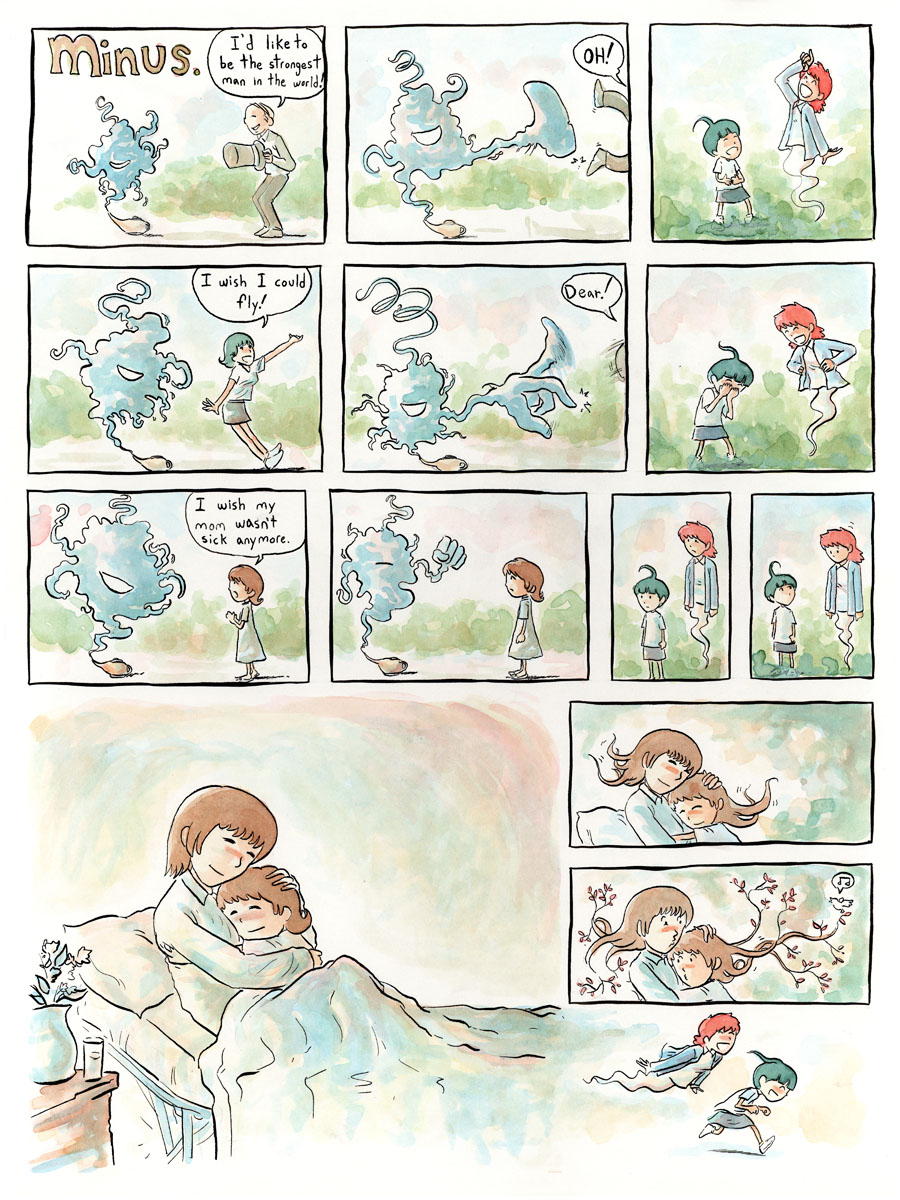 minus.
I'd like to
be the strongest
man in the world!
OH!
I wish I could
fly!
Dear!
I wish my
mom wasn't
sick anymore.